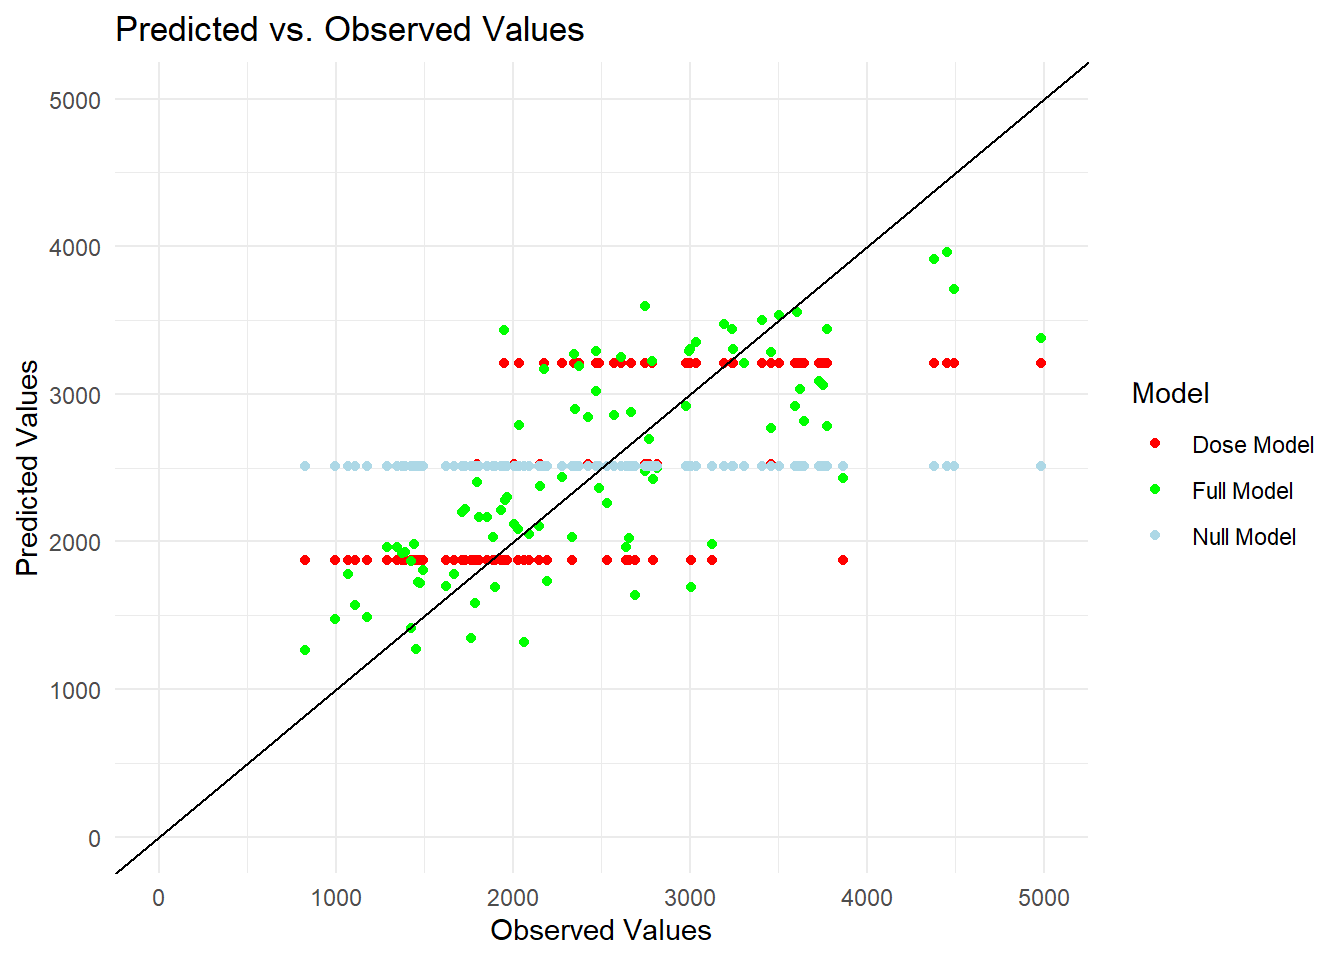 Predicted vs. Observed Values
5000
4000
3000
2000
1000
0
Predicted Values
0 1000 2000 3000 4000 5000
Observed Values
Model
Dose Model
Full Model
Null Model